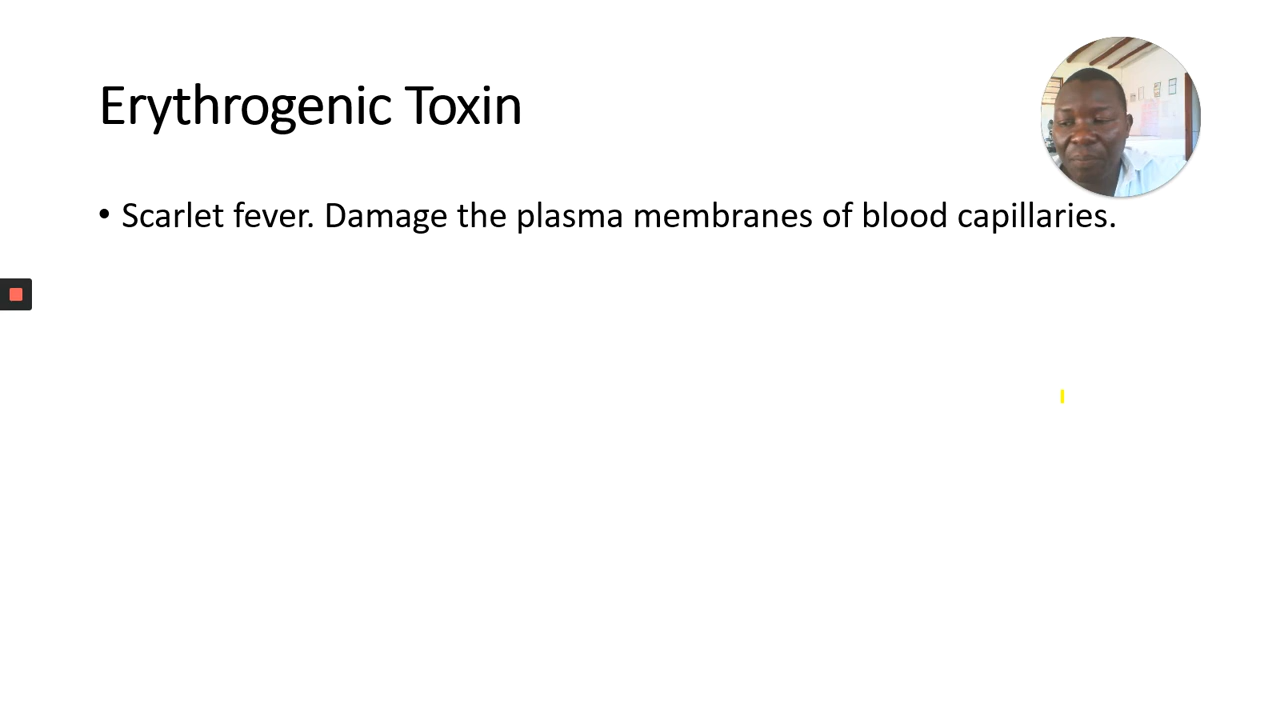 Erythrogenic Toxin
• Scarlet fever. Damage the plasma membranes of blood capillaries.